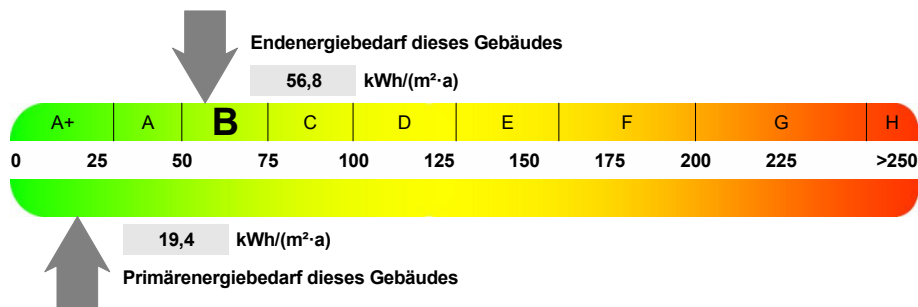 Endenergiebedarf dieses Gebäudes
56,8 kWh/(m²·a)
A+ A B C D E F G H
0 25 50 75 100 125 150 175 200 225 >250
19,4 kWh/(m²·a)
Primärenergiebedarf dieses Gebäudes